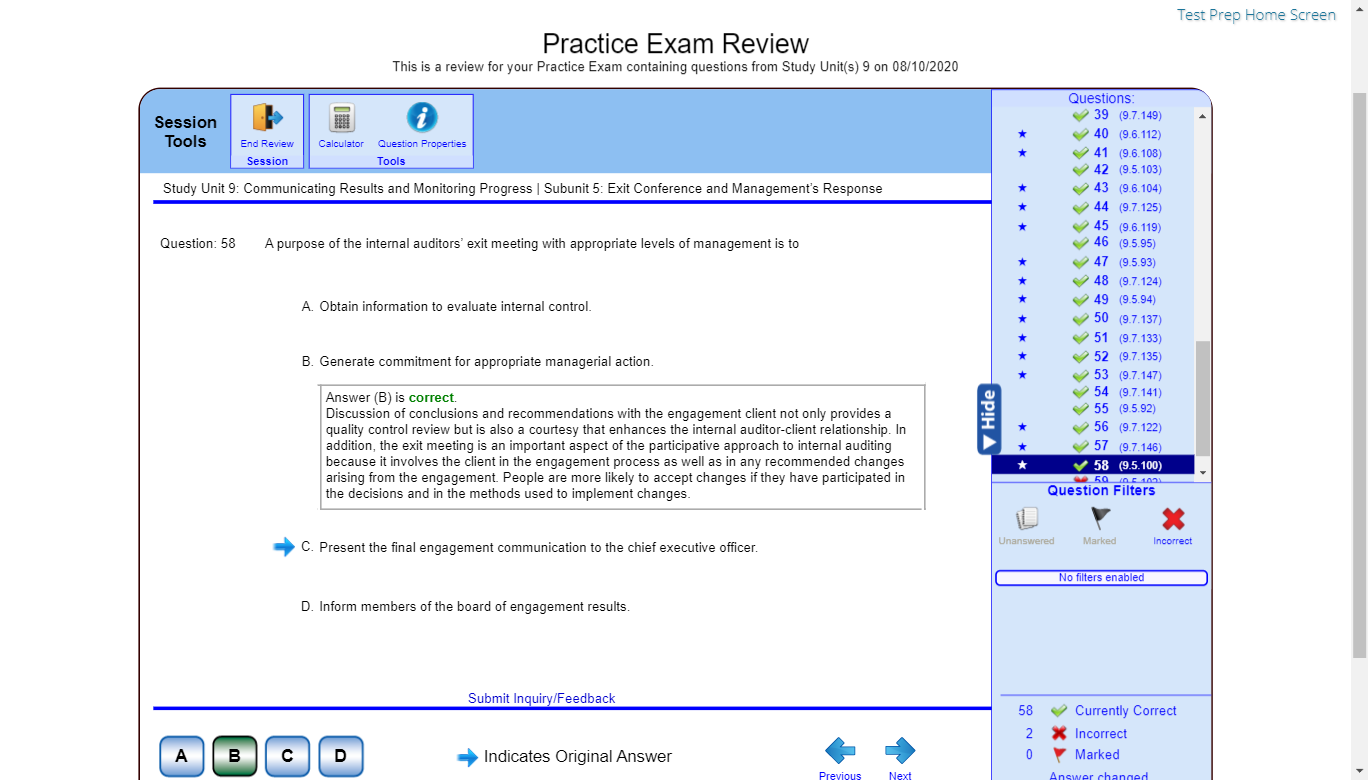 Test Prep Home Screen
Practice Exam Review
This is a review for your Practice Exam containing questions from Study Unit(s) 9 on 08/10/2020
Session Tools
End Review
Session
Calculator
Question Properties
Tools
Study Unit 9: Communicating Results and Monitoring Progress | Subunit 5: Exit Conference and Management's Response
Question: 58 A purpose of the internal auditors' exit meeting with appropriate levels of management is to
A. Obtain information to evaluate internal control.
B. Generate commitment for appropriate managerial action.
Answer (B) is correct.
Discussion of conclusions and recommendations with the engagement client not only provides a
quality control review but is also a courtesy that enhances the internal auditor-client relationship. In
addition, the exit meeting is an important aspect of the participative approach to internal auditing
because it involves the client in the engagement process as well as in any recommended changes
arising from the engagement. People are more likely to accept changes if they have participated in
the decisions and in the methods used to implement changes.
C. Present the final engagement communication to the chief executive officer.
D. Inform members of the board of engagement results.
Submit Inquiry/Feedback
A B C D
Indicates Original Answer
Previous
Next
Questions:
39 (9.7.149)
40 (9.6.112)
41 (9.6.108)
42 (9.5.103)
43 (9.6.104)
44 (9.7.125)
45 (9.6.119)
46 (9.5.95)
47 (9.5.93)
48 (9.7.124)
49 (9.5.94)
50 (9.7.137)
51 (9.7.133)
52 (9.7.135)
53 (9.7.147)
54 (9.7.141)
55 (9.5.92)
56 (9.7.122)
57 (9.7.146)
58 (9.5.100)
59 (9.5.102)
Hide
Question Filters
Unanswered
Marked
Incorrect
No filters enabled
58 Currently Correct
2 Incorrect
0 Marked
Answer changed